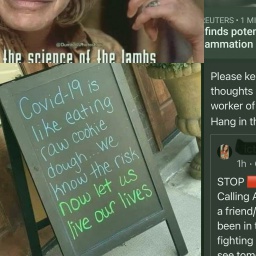 the science of the lambs
Covid-19 is
like eating
raw cookie
dough... we
know the risk
now let us
live our lives
EUTERS • 1 MI
finds poten
ammation
Please ke
thoughts
worker of
Hang in th
1h •
STOP
Calling A
a friend/
been in t
fighting
see tom